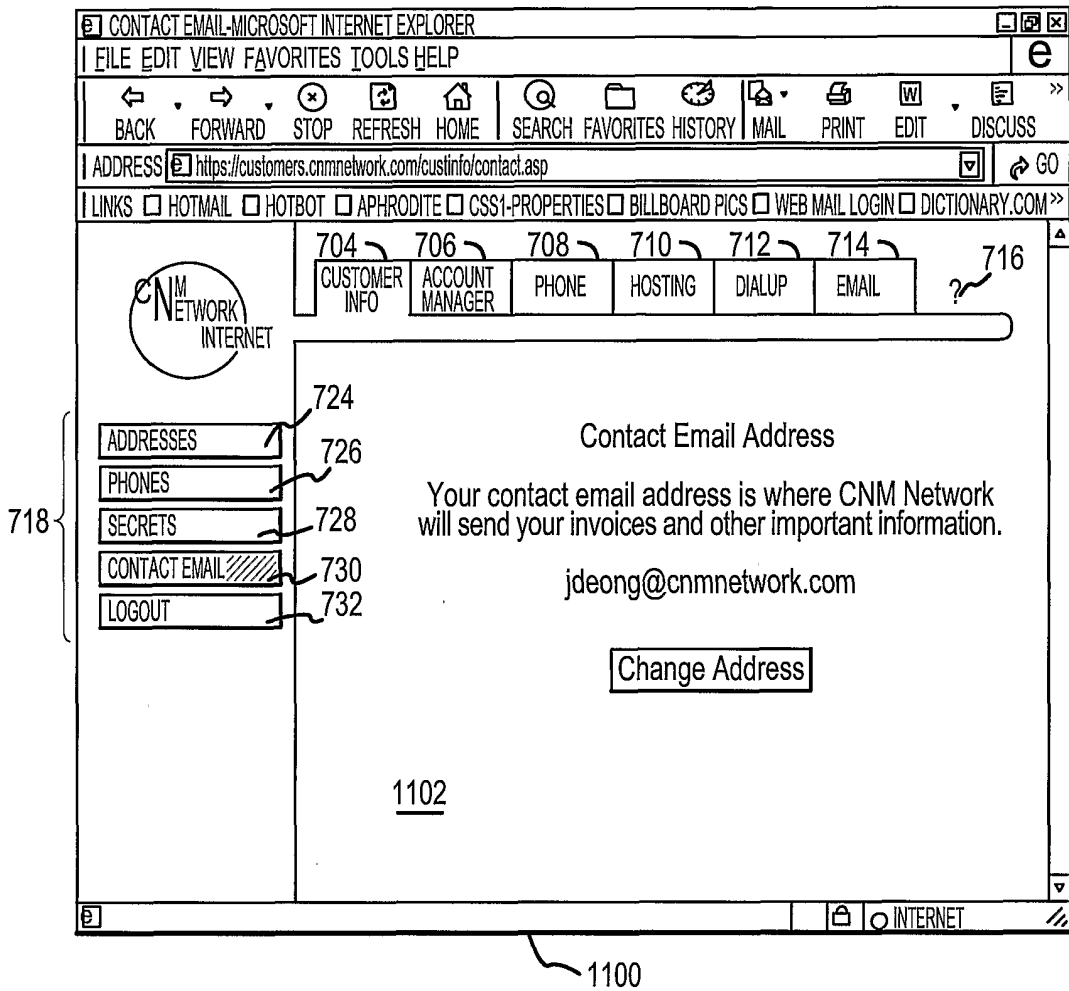 CONTACT EMAIL-MICROSOFT INTERNET EXPLORER
FILE EDIT VIEW FAVORITES TOOLS HELP
e
BACK FORWARD STOP REFRESH HOME SEARCH FAVORITES HISTORY MAIL PRINT EDIT DISCUSS »
ADDRESS https://customers.cnmnetwork.com/custinfo/contact.asp GO
LINKS HOTMAIL HOTBOT APHRODITE CSS1-PROPERTIES BILLBOARD PICS WEB MAIL LOGIN DICTIONARY.COM »
704 706 708 710 712 714 716
CUSTOMER INFO ACCOUNT MANAGER PHONE HOSTING DIALUP EMAIL ?
CNM
NETWORK
INTERNET
718
ADDRESSES 724
PHONES 726
SECRETS 728
CONTACT EMAIL 730
LOGOUT 732
Contact Email Address
Your contact email address is where CNM Network
will send your invoices and other important information.
jdeong@cnmnetwork.com
Change Address
1102
INTERNET
1100